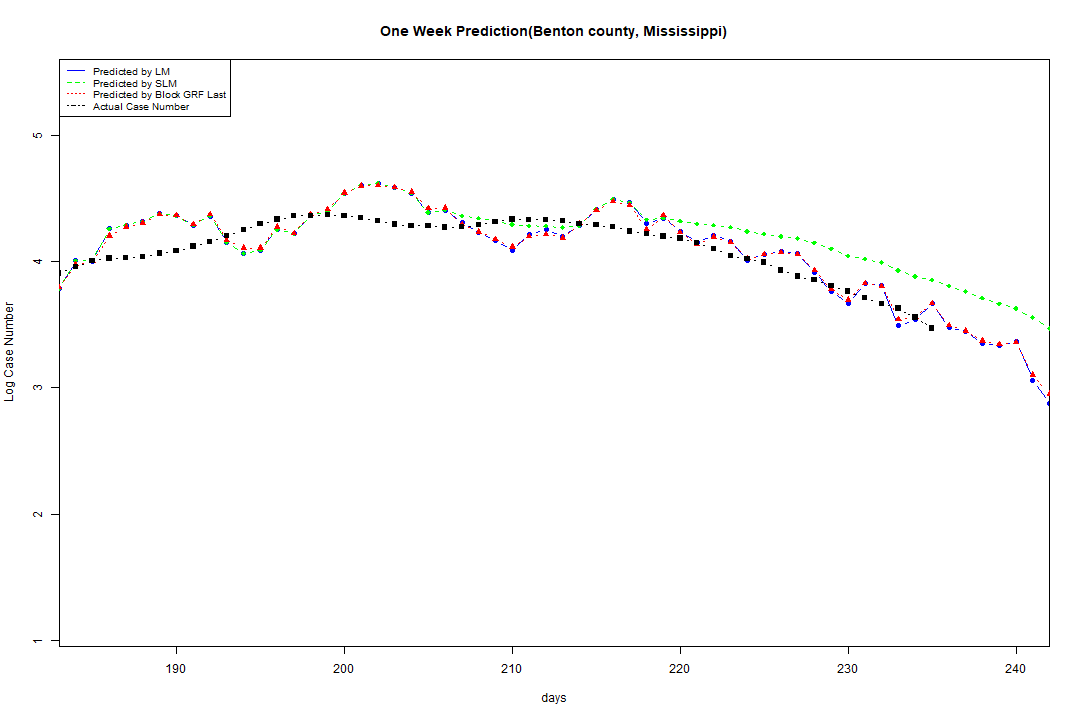 One Week Prediction(Benton county, Mississippi)
Predicted by LM
Predicted by SLM
Predicted by Block GRF Last
Actual Case Number
5
4
3
2
1
Log Case Number
190 200 210 220 230 240
days